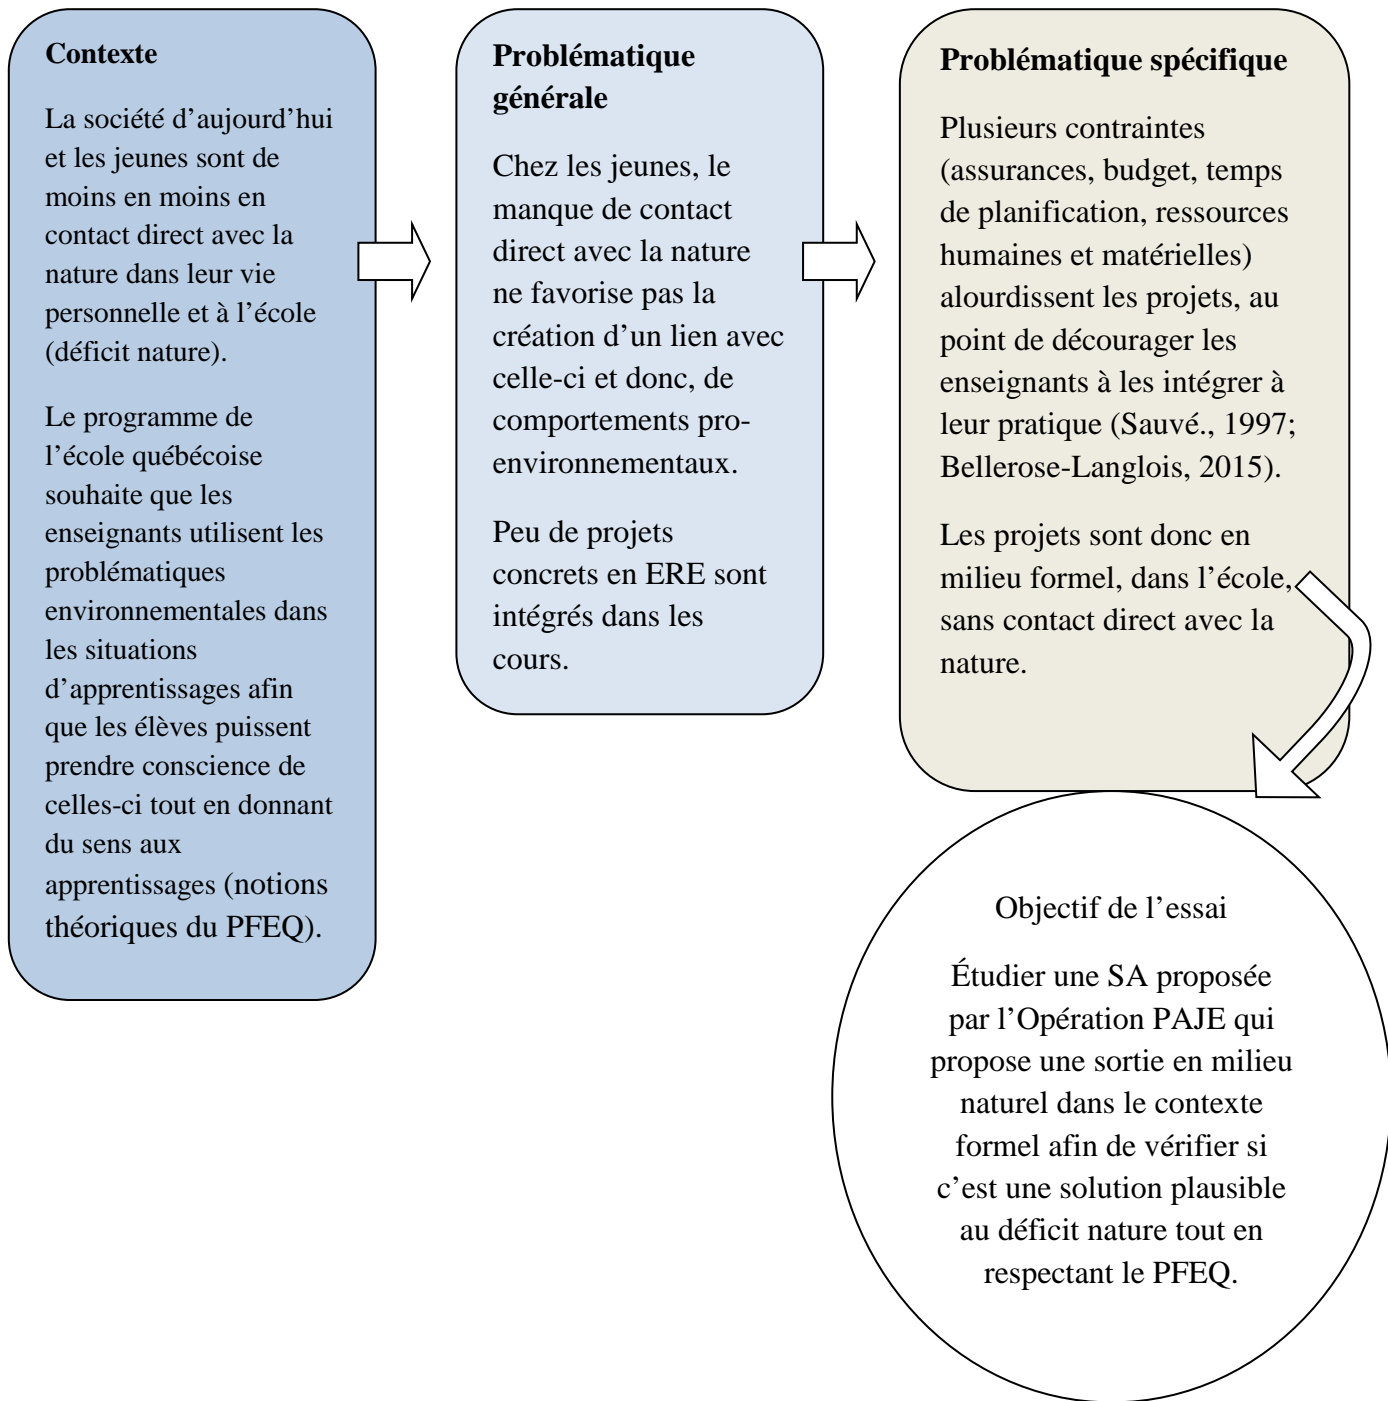 Contexte
La société d’aujourd’hui
et les jeunes sont de
moins en moins en
contact direct avec la
nature dans leur vie
personnelle et à l’école
(déficit nature).
Le programme de
l’école québécoise
souhaite que les
enseignants utilisent les
problématiques
environnementales dans
les situations
d’apprentissages afin
que les élèves puissent
prendre conscience de
celles-ci tout en donnant
du sens aux
apprentissages (notions
théoriques du PFEQ).
Problématique
générale
Chez les jeunes, le
manque de contact
direct avec la nature
ne favorise pas la
création d’un lien avec
celle-ci et donc, de
comportements pro-
environnementaux.
Peu de projets
concrets en ERE sont
intégrés dans les
cours.
Problématique spécifique
Plusieurs contraintes
(assurances, budget, temps
de planification, ressources
humaines et matérielles)
alourdissent les projets, au
point de décourager les
enseignants à les intégrer à
leur pratique (Sauvé., 1997;
Bellerose-Langlois, 2015).
Les projets sont donc en
milieu formel, dans l’école,
sans contact direct avec la
nature.
Objectif de l’essai
Étudier une SA proposée
par l’Opération PAJE qui
propose une sortie en milieu
naturel dans le contexte
formel afin de vérifier si
c’est une solution plausible
au déficit nature tout en
respectant le PFEQ.